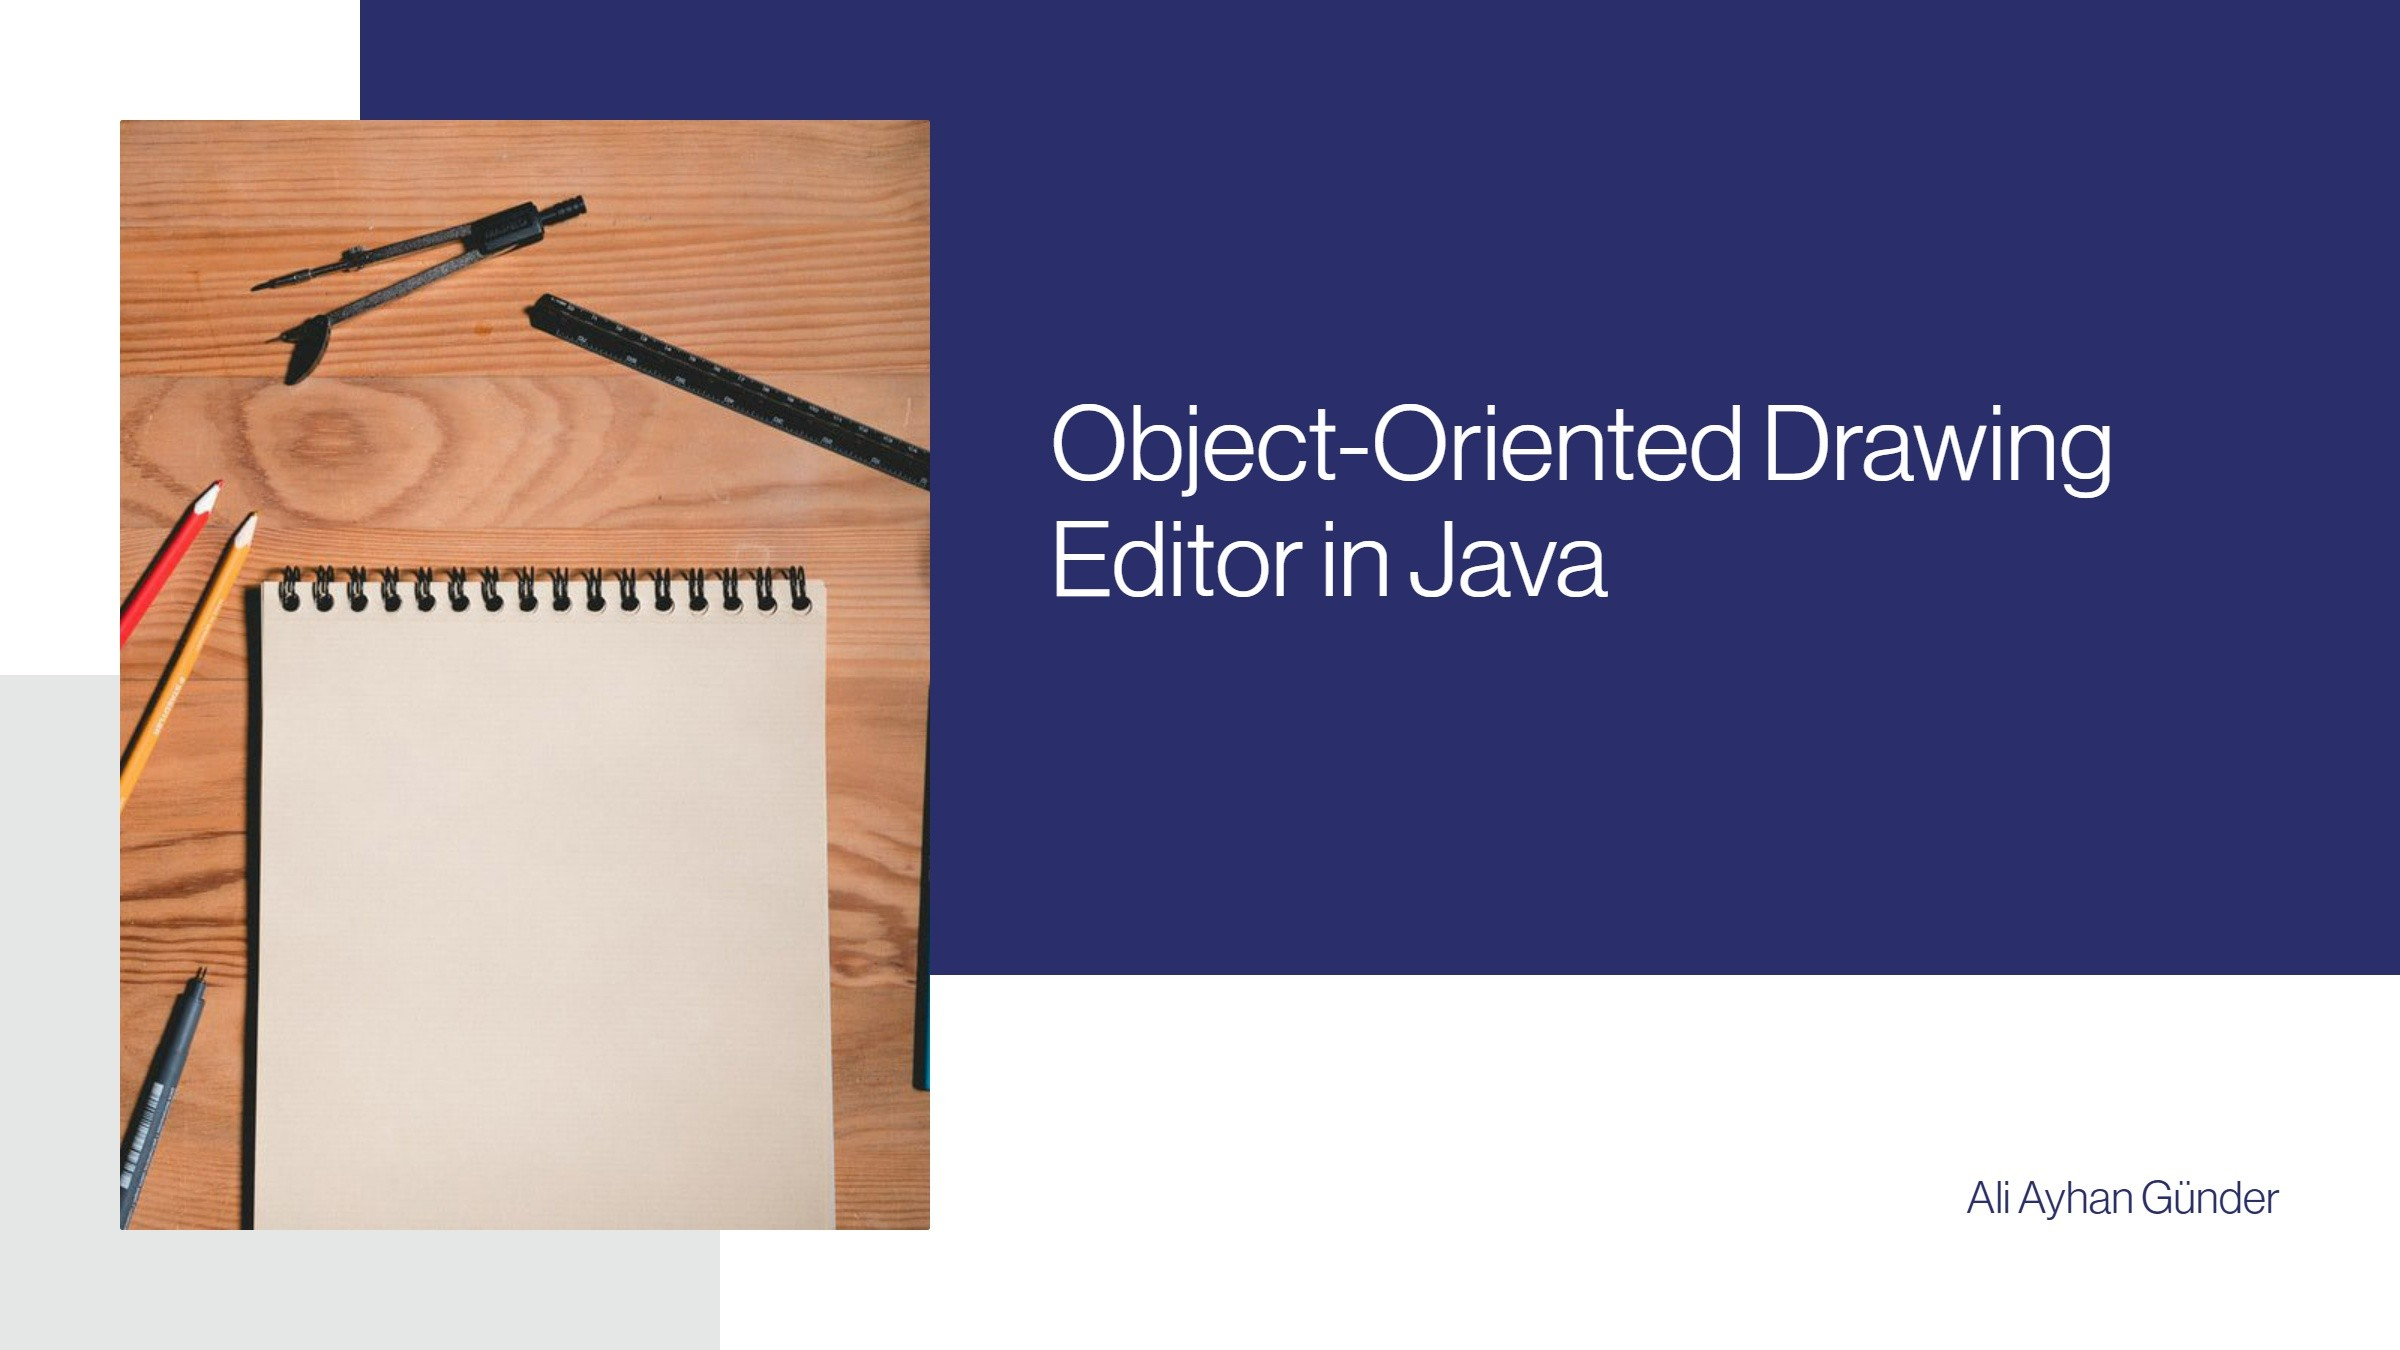 Object-Oriented Drawing
Editor in Java
Ali Ayhan Günder